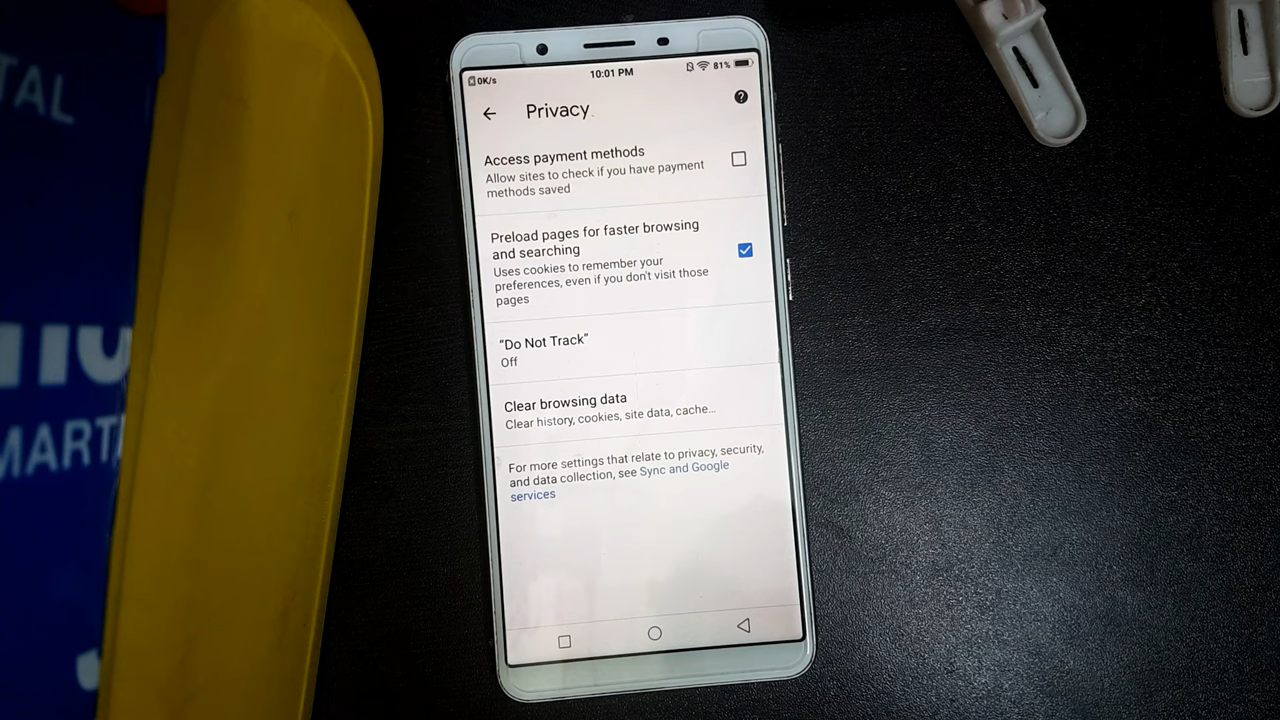 0K/s
10:01 PM
81%
Privacy
Access payment methods
Allow sites to check if you have payment
methods saved
Preload pages for faster browsing
and searching
Uses cookies to remember your
preferences, even if you don't visit those
pages
“Do Not Track”
Off
Clear browsing data
Clear history, cookies, site data, cache...
For more settings that relate to privacy, security,
and data collection, see Sync and Google
services
TAL
MART